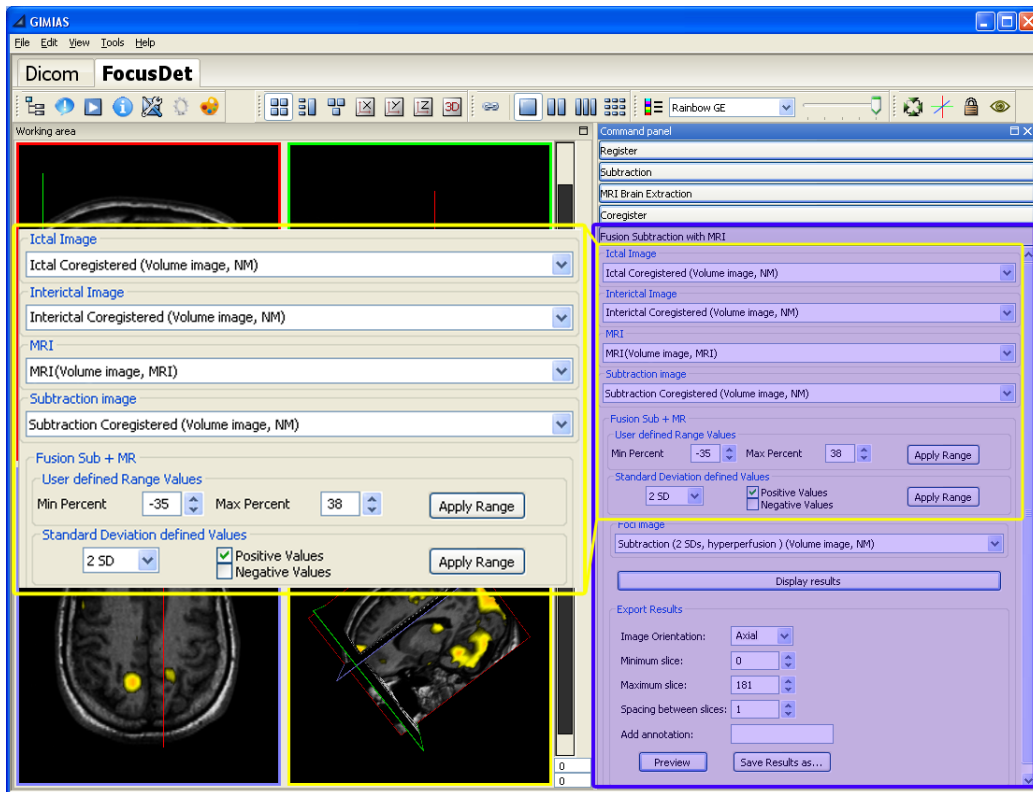 GIMIAS
File Edit View Tools Help
Dicom FocusDet
X Y Z 3D Rainbow GE
Working area
Command panel
Register
Subtraction
MRI Brain Extraction
Coregister
Fusion Subtraction with MRI
Ictal Image
Ictal Coregistered (Volume image, NM)
Interictal Image
Interictal Coregistered (Volume image, NM)
MRI
MRI(Volume image, MRI)
Subtraction image
Subtraction Coregistered (Volume image, NM)
Fusion Sub + MR
User defined Range Values
Min Percent -35 Max Percent 38 Apply Range
Standard Deviation defined Values
2 SD Positive Values Apply Range
Negative Values
Ictal Image
Ictal Coregistered (Volume image, NM)
Interictal Image
Interictal Coregistered (Volume image, NM)
MRI
MRI(Volume image, MRI)
Subtraction image
Subtraction Coregistered (Volume image, NM)
Fusion Sub + MR
User defined Range Values
Min Percent -35 Max Percent 38 Apply Range
Standard Deviation defined Values
2 SD Positive Values Apply Range
Negative Values
Foci image
Subtraction (2 SDs, hyperperfusion ) (Volume image, NM)
Display results
Export Results
Image Orientation: Axial
Minimum slice: 0
Maximum slice: 181
Spacing between slices: 1
Add annotation:
Preview Save Results as...
0
0